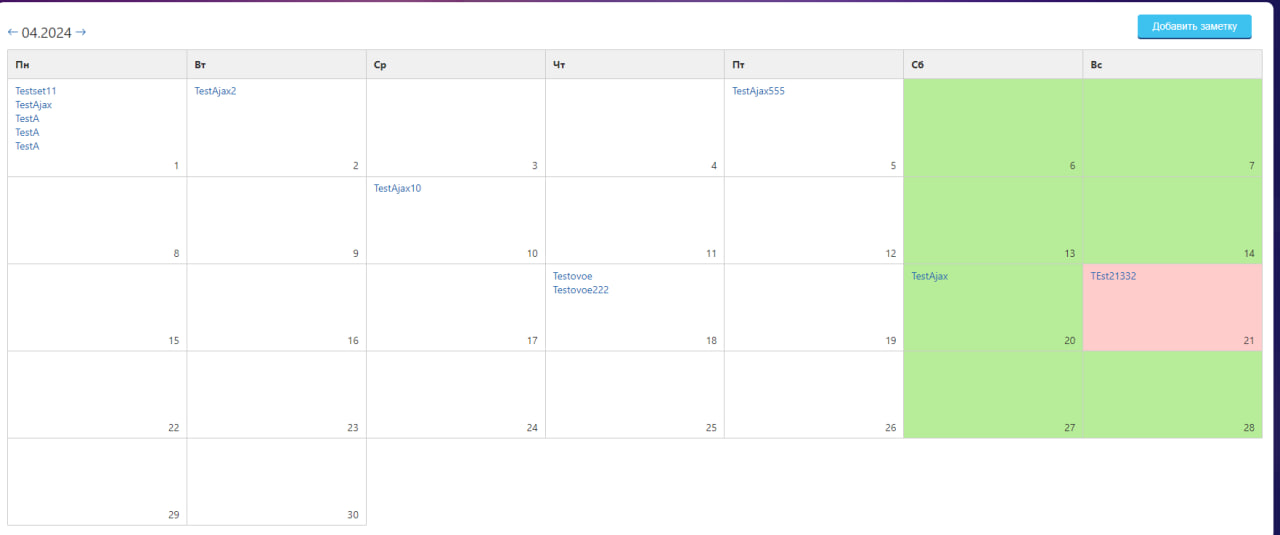 ← 04.2024 →
Добавить заметку
Пн Вт Ср Чт Пт Сб Вс
Testset11 TestAjax2 TestAjax555
TestAjax
TestA
TestA
TestA
1 2 3 4 5 6 7
TestAjax10
8 9 10 11 12 13 14
Testovoe TestAjax TEst21332
Testovoe222
15 16 17 18 19 20 21
22 23 24 25 26 27 28
29 30